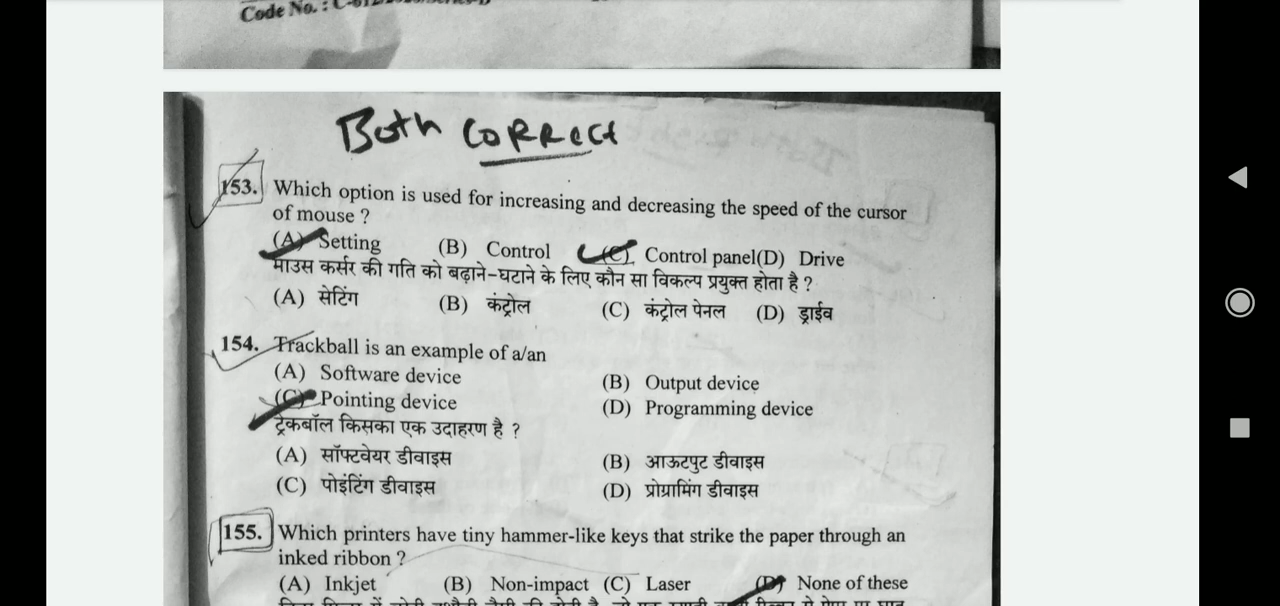 Code No. :
Both CORRECT
153. Which option is used for increasing and decreasing the speed of the cursor
of mouse ?
(A) Setting (B) Control (C) Control panel(D) Drive
माउस कर्सर की गति को बढ़ाने-घटाने के लिए कौन सा विकल्प प्रयुक्त होता है ?
(A) सेटिंग (B) कंट्रोल (C) कंट्रोल पेनल (D) ड्राईव
154. Trackball is an example of a/an
(A) Software device (B) Output device
(C) Pointing device (D) Programming device
ट्रेकबॉल किसका एक उदाहरण है ?
(A) सॉफ्टवेयर डीवाइस (B) आऊटपुट डीवाइस
(C) पोइंटिंग डीवाइस (D) प्रोग्रामिंग डीवाइस
155. Which printers have tiny hammer-like keys that strike the paper through an
inked ribbon ?
(A) Inkjet (B) Non-impact (C) Laser (D) None of these